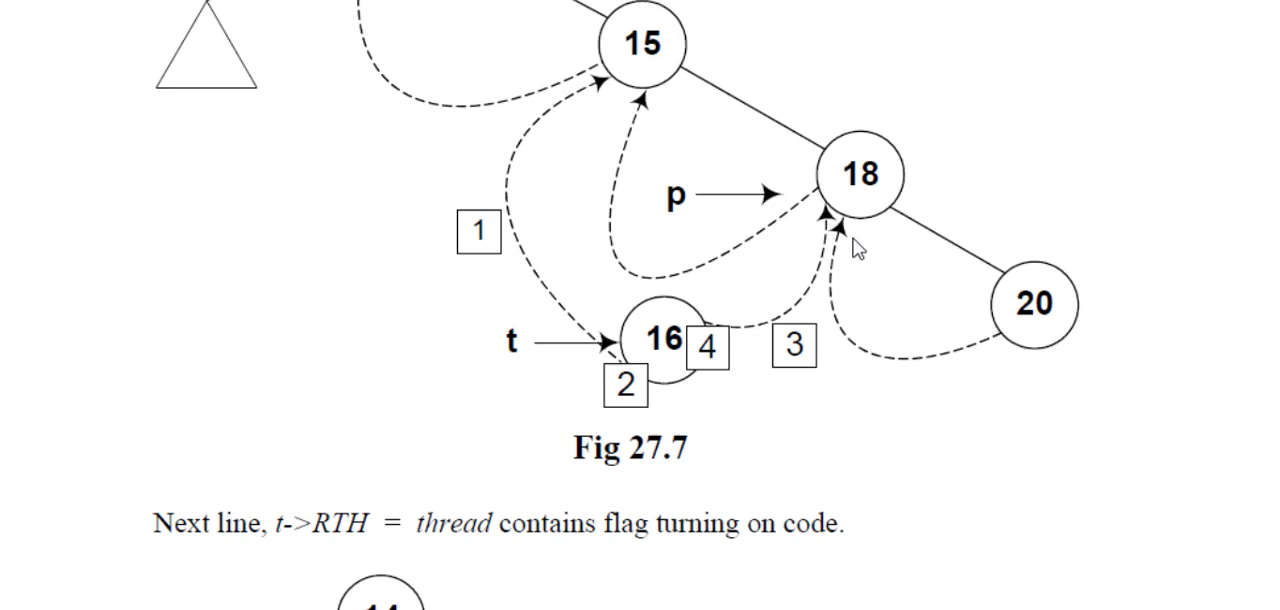 15
18
p
1
20
t
16
4
3
2
Fig 27.7
Next line, t->RTH = thread contains flag turning on code.